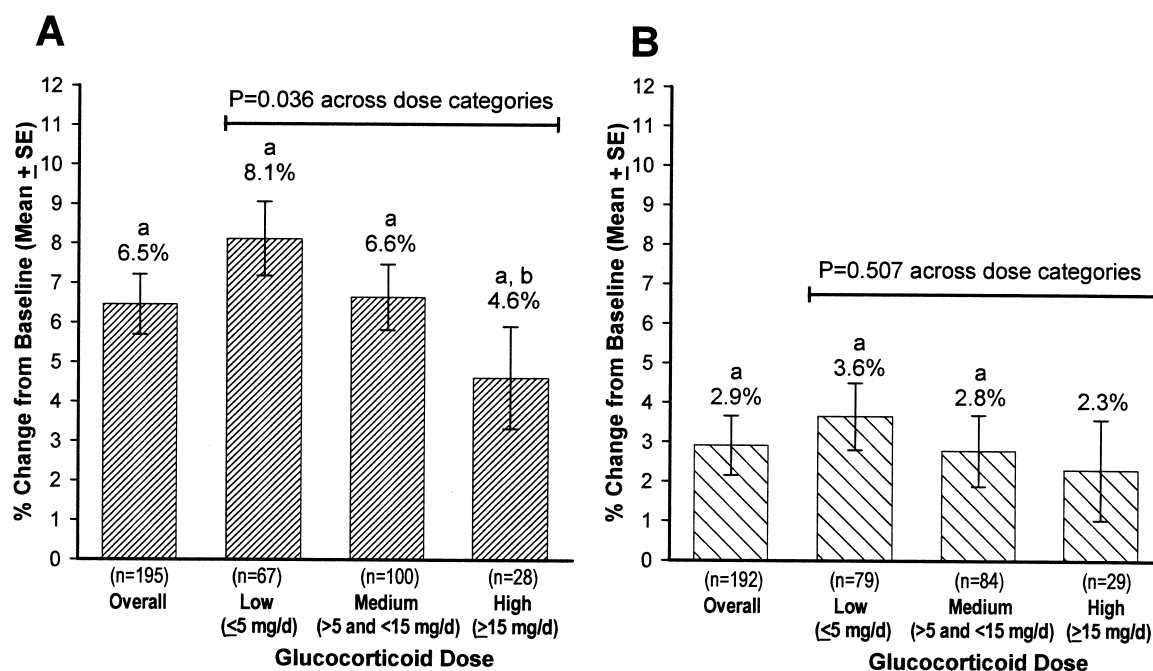 A
% Change from Baseline (Mean ± SE)
12
11
10
9
8
7
6
5
4
3
2
1
0
P=0.036 across dose categories
a
6.5%
a
8.1%
a
6.6%
a, b
4.6%
(n=195) (n=67) (n=100) (n=28)
Overall Low Medium High
(≤5 mg/d) (>5 and <15 mg/d) (≥15 mg/d)
Glucocorticoid Dose
B
% Change from Baseline (Mean ± SE)
12
11
10
9
8
7
6
5
4
3
2
1
0
P=0.507 across dose categories
a
2.9%
a
3.6%
a
2.8%
2.3%
(n=192) (n=79) (n=84) (n=29)
Overall Low Medium High
(≤5 mg/d) (>5 and <15 mg/d) (≥15 mg/d)
Glucocorticoid Dose